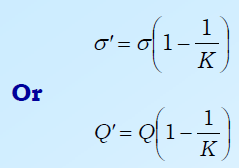 σ′ = σ(1 − 1/K)
Or
Q′ = Q(1 − 1/K)